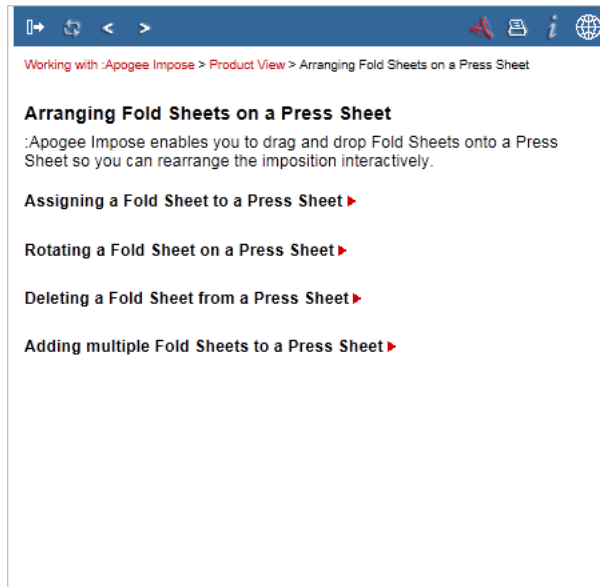 Working with :Apogee Impose > Product View > Arranging Fold Sheets on a Press Sheet
Arranging Fold Sheets on a Press Sheet
:Apogee Impose enables you to drag and drop Fold Sheets onto a Press
Sheet so you can rearrange the imposition interactively.
Assigning a Fold Sheet to a Press Sheet
Rotating a Fold Sheet on a Press Sheet
Deleting a Fold Sheet from a Press Sheet
Adding multiple Fold Sheets to a Press Sheet